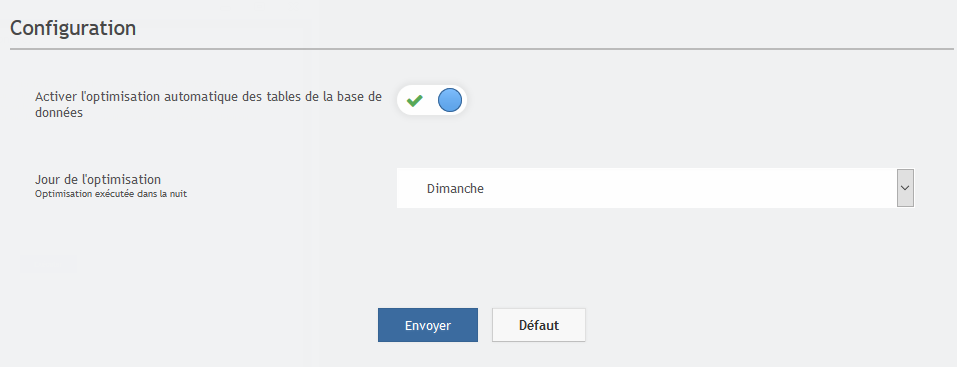 Configuration
Activer l'optimisation automatique des tables de la base de
données
Jour de l'optimisation
Optimisation exécutée dans la nuit
Dimanche
Envoyer
Défaut